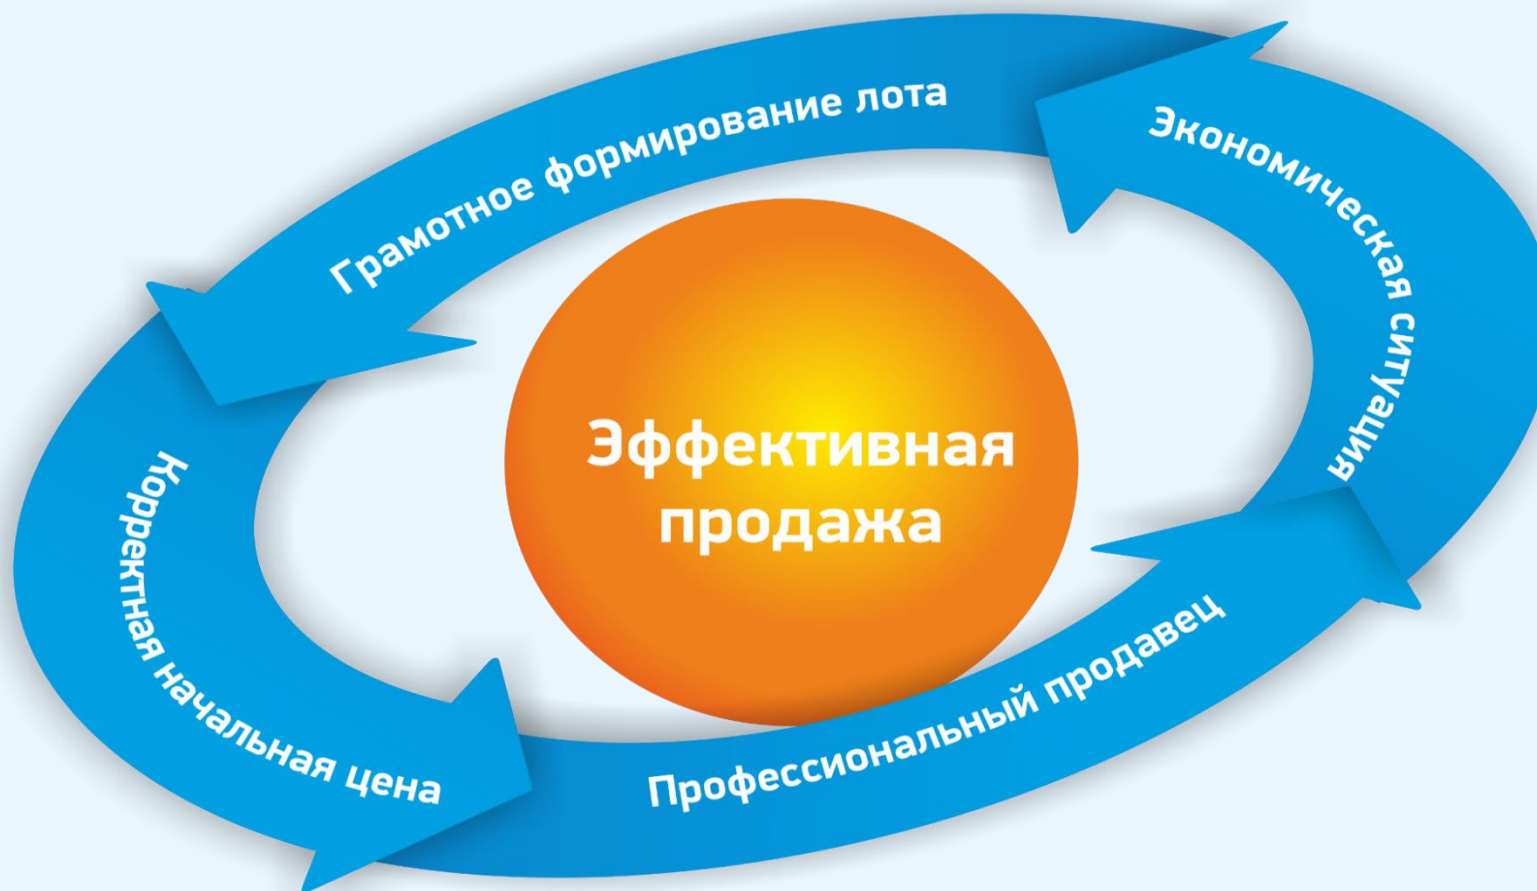 Грамотное формирование лота
Экономическая ситуация
Эффективная
продажа
Корректная начальная цена
Профессиональный продавец